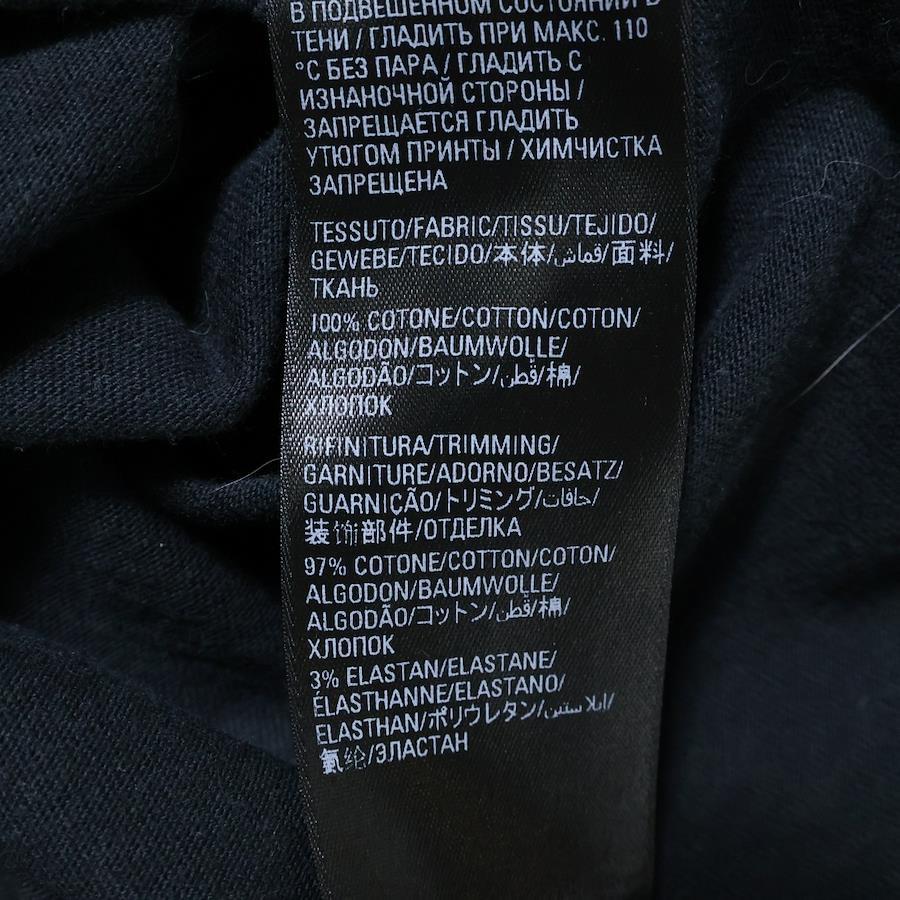 В ПОДВЕШЕННОМ СОСТОЯНИИ В
ТЕНИ / ГЛАДИТЬ ПРИ МАКС. 110
°C БЕЗ ПАРА / ГЛАДИТЬ С
ИЗНАНОЧНОЙ СТОРОНЫ /
ЗАПРЕЩАЕТСЯ ГЛАДИТЬ
УТЮГОМ ПРИНТЫ / ХИМЧИСТКА
ЗАПРЕЩЕНА
TESSUTO/FABRIC/TISSU/TEJIDO/
GEWEBE/TECIDO/本体/قماش/面料/
ТКАНЬ
100% COTONE/COTTON/COTON/
ALGODON/BAUMWOLLE/
ALGODÃO/コットン/قطن/棉/
ХЛОПОК
RIFINITURA/TRIMMING/
GARNITURE/ADORNO/BESATZ/
GUARNIÇÃO/トリミング/حافات/
装饰部件/ОТДЕЛКА
97% COTONE/COTTON/COTON/
ALGODON/BAUMWOLLE/
ALGODÃO/コットン/قطن/棉/
ХЛОПОК
3% ELASTAN/ELASTANE/
ÉLASTHANNE/ELASTANO/
ELASTHAN/ポリウレタン/ايلاستين/
氨纶/ЭЛАСТАН